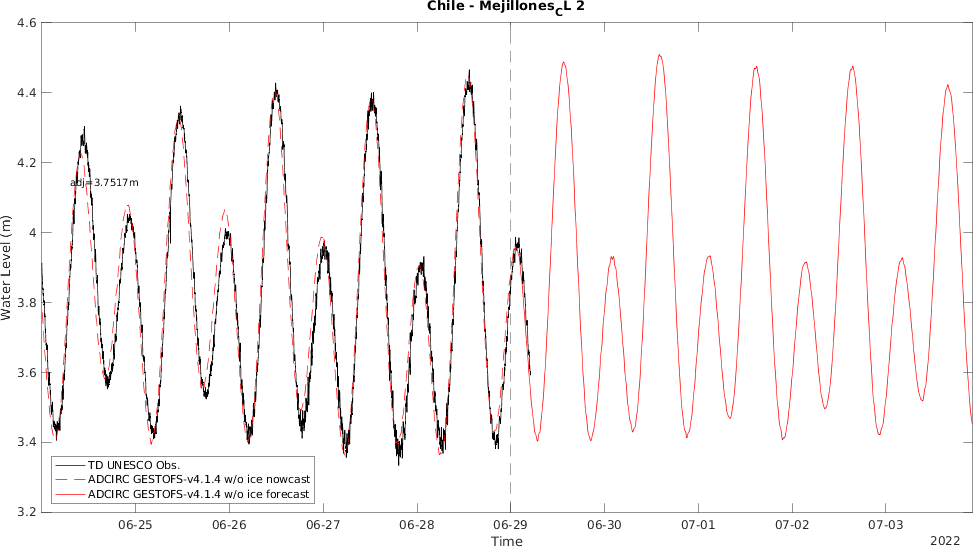 Chile - Mejillones_CL 2
4.6
4.4
4.2
4
3.8
3.6
3.4
3.2
Water Level (m)
adj=3.7517m
TD UNESCO Obs.
ADCIRC GESTOFS-v4.1.4 w/o ice nowcast
ADCIRC GESTOFS-v4.1.4 w/o ice forecast
06-25 06-26 06-27 06-28 06-29 06-30 07-01 07-02 07-03
Time
2022